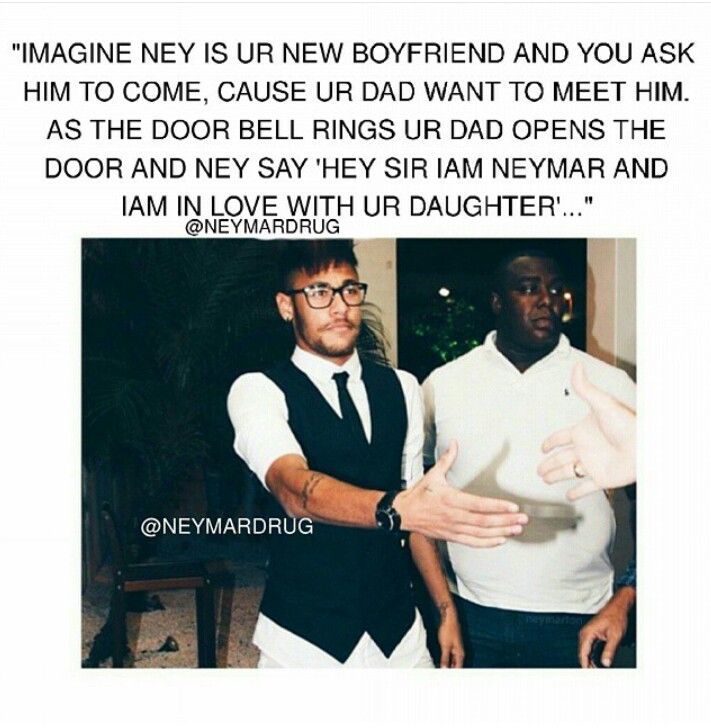 "IMAGINE NEY IS UR NEW BOYFRIEND AND YOU ASK
HIM TO COME, CAUSE UR DAD WANT TO MEET HIM.
AS THE DOOR BELL RINGS UR DAD OPENS THE
DOOR AND NEY SAY 'HEY SIR IAM NEYMAR AND
IAM IN LOVE WITH UR DAUGHTER'..."
@NEYMARDRUG
@NEYMARDRUG